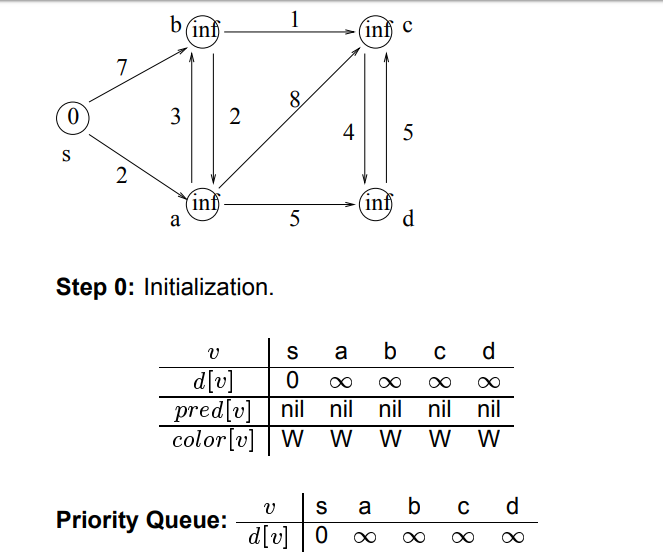 b inf 1 inf c
7
8
0 3 2
4 5
s
2
inf inf
a 5 d
Step 0: Initialization.
v s a b c d
d[v] 0 ∞ ∞ ∞ ∞
pred[v] nil nil nil nil nil
color[v] W W W W W
Priority Queue: v s a b c d
d[v] 0 ∞ ∞ ∞ ∞